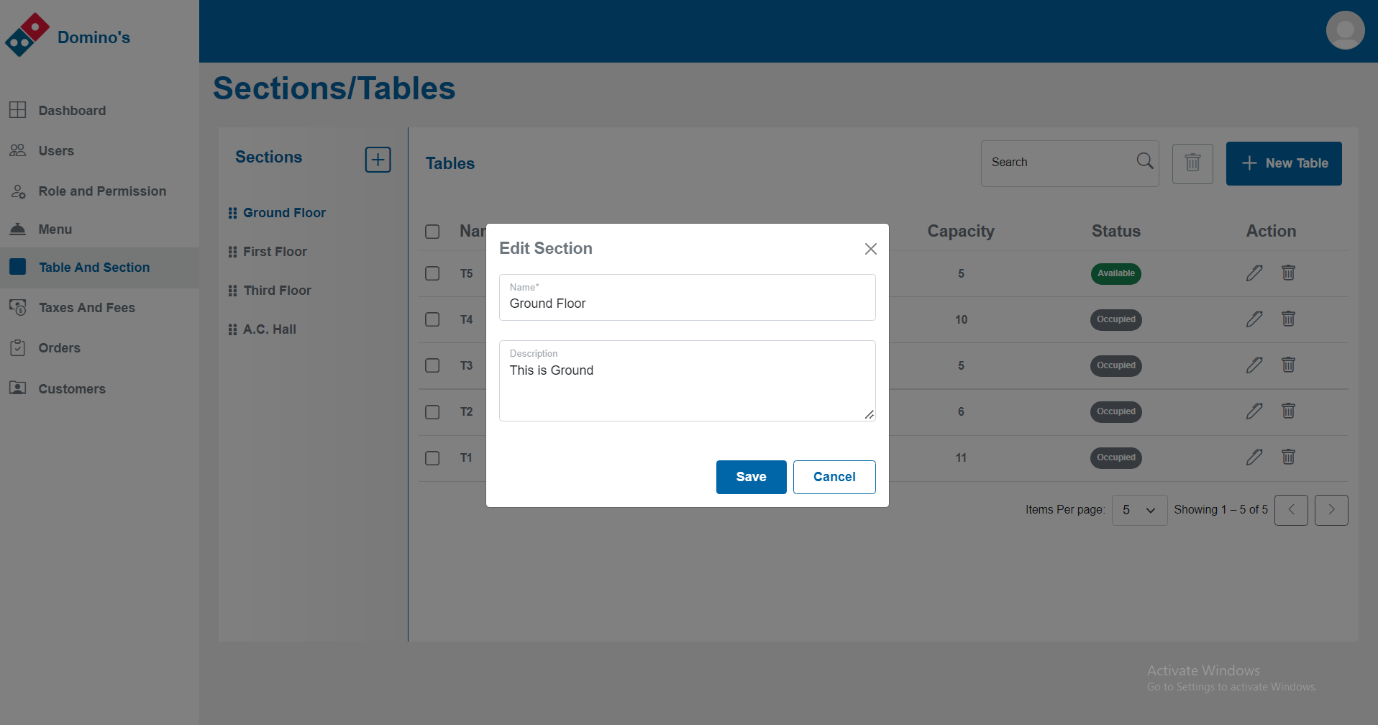 Domino's
Dashboard
Users
Role and Permission
Menu
Table And Section
Taxes And Fees
Orders
Customers
Sections/Tables
Sections
Ground Floor
First Floor
Third Floor
A.C. Hall
Tables
Search
New Table
Capacity Status Action
T5 5 Available
T4 10 Occupied
T3 5 Occupied
T2 6 Occupied
T1 11 Occupied
Items Per page: 5 Showing 1 – 5 of 5
Edit Section
Name*
Ground Floor
Description
This is Ground
Save Cancel
Activate Windows
Go to Settings to activate Windows.